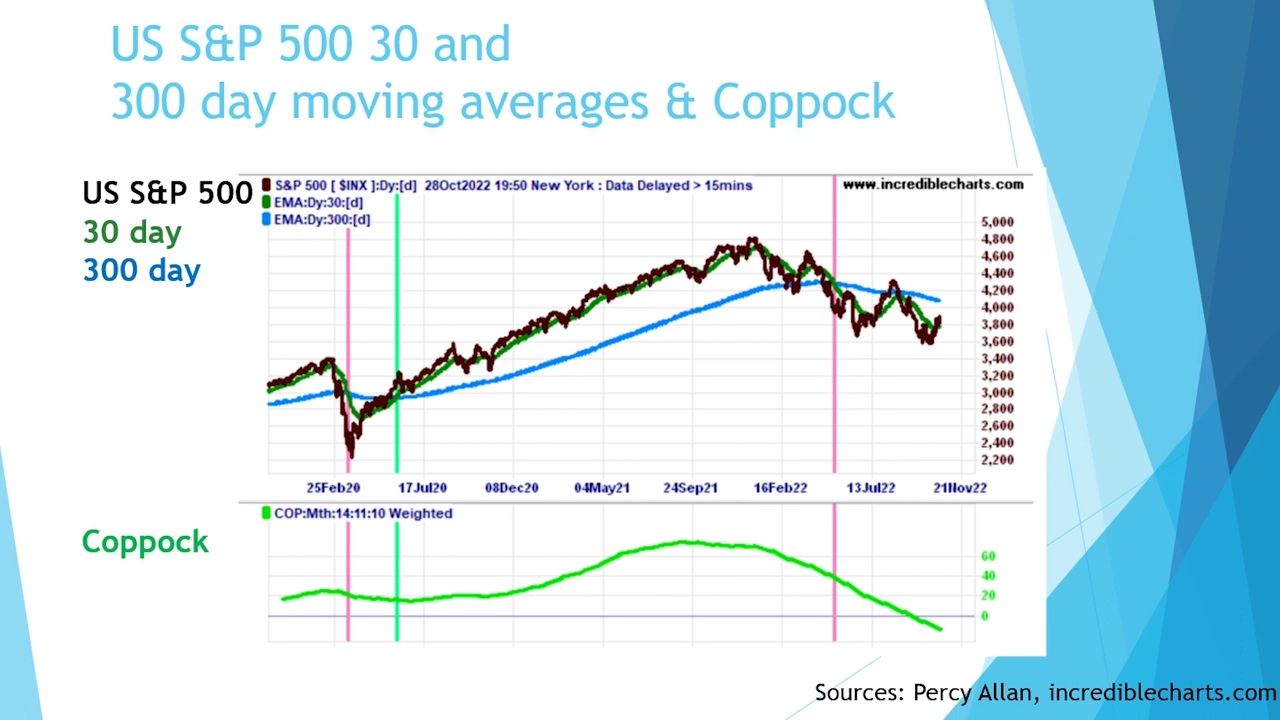 US S&P 500 30 and
300 day moving averages & Coppock
US S&P 500
30 day
300 day
S&P 500 [ $INX ]:Dy:[d] 28Oct2022 19:50 New York : Data Delayed > 15mins
www.incrediblecharts.com
EMA:Dy:30:[d]
EMA:Dy:300:[d]
5,000
4,800
4,600
4,400
4,200
4,000
3,800
3,600
3,400
3,200
3,000
2,800
2,600
2,400
2,200
25Feb20 17Jul20 08Dec20 04May21 24Sep21 16Feb22 13Jul22 21Nov22
Coppock
COP:Mth:14:11:10 Weighted
60
40
20
0
Sources: Percy Allan, incrediblecharts.com